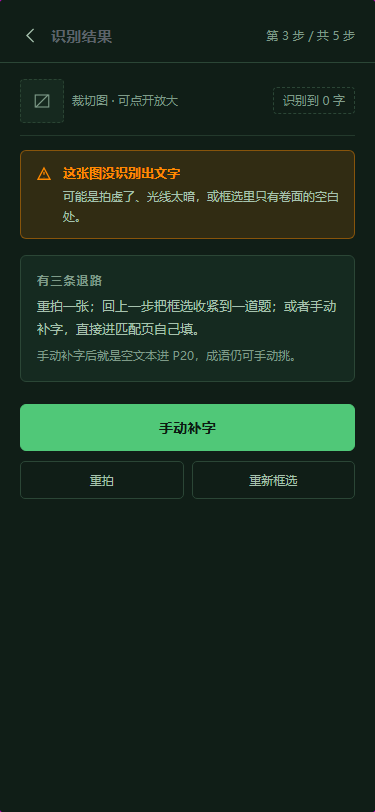 识别结果
第 3 步 / 共 5 步
裁切图 · 可点开放大
识别到 0 字
这张图没识别出文字
可能是拍虚了、光线太暗，或框选里只有卷面的空白
处。
有三条退路
重拍一张；回上一步把框选收紧到一道题；或者手动
补字，直接进匹配页自己填。
手动补字后就是空文本进 P20，成语仍可手动挑。
手动补字
重拍
重新框选